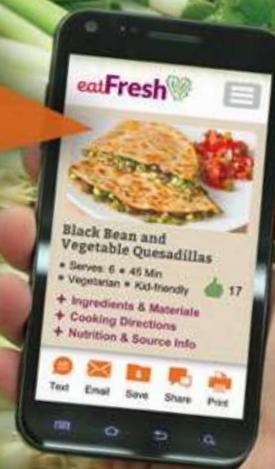 eatFresh
Black Bean and
Vegetable Quesadillas
• Serves: 6 • 45 Min
• Vegetarian • Kid-friendly
17
+ Ingredients & Materials
+ Cooking Directions
+ Nutrition & Source Info
Text Email Save Share Print